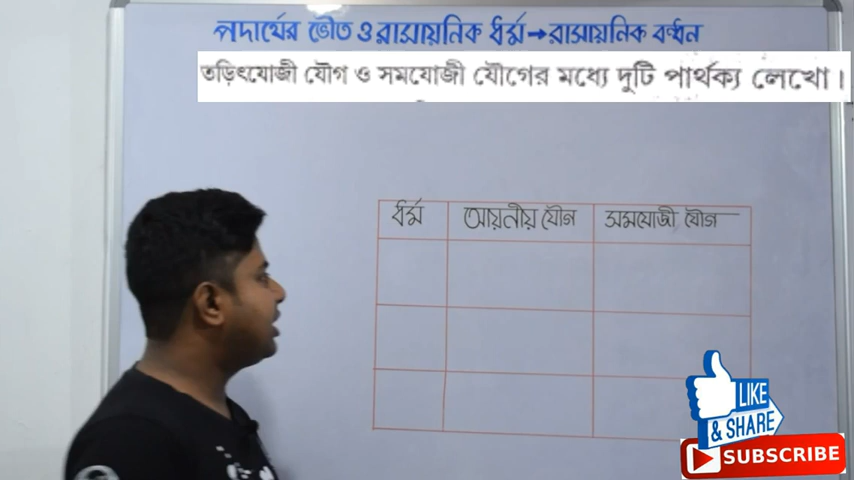 পদার্থের ভৌত ও রাসায়নিক ধর্ম→রাসায়নিক বন্ধন
তড়িৎযোজী যৌগ ও সমযোজী যৌগের মধ্যে দুটি পার্থক্য লেখো।
ধর্ম আয়নীয় যৌগ সমযোজী যৌগ
LIKE
& SHARE
SUBSCRIBE